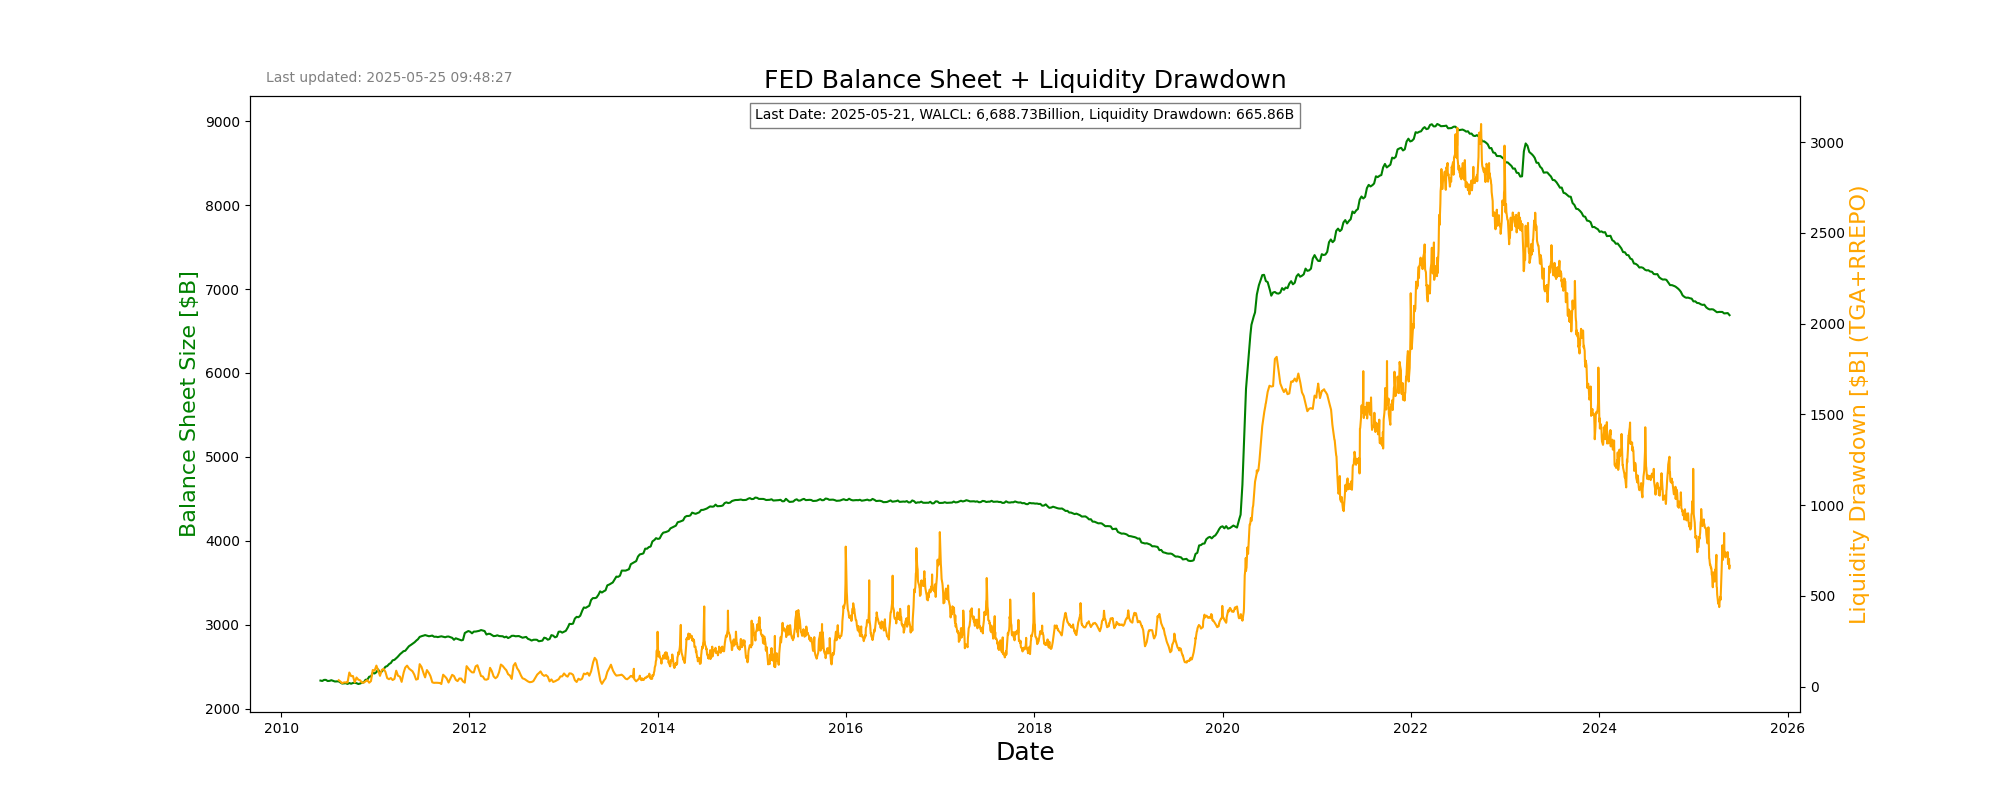 Last updated: 2025-05-25 09:48:27
FED Balance Sheet + Liquidity Drawdown
Last Date: 2025-05-21, WALCL: 6,688.73Billion, Liquidity Drawdown: 665.86B
Balance Sheet Size [$B]
9000
8000
7000
6000
5000
4000
3000
2000
3000
2500
2000
1500
1000
500
0
Liquidity Drawdown [$B] (TGA+RREPO)
2010 2012 2014 2016 2018 2020 2022 2024 2026
Date